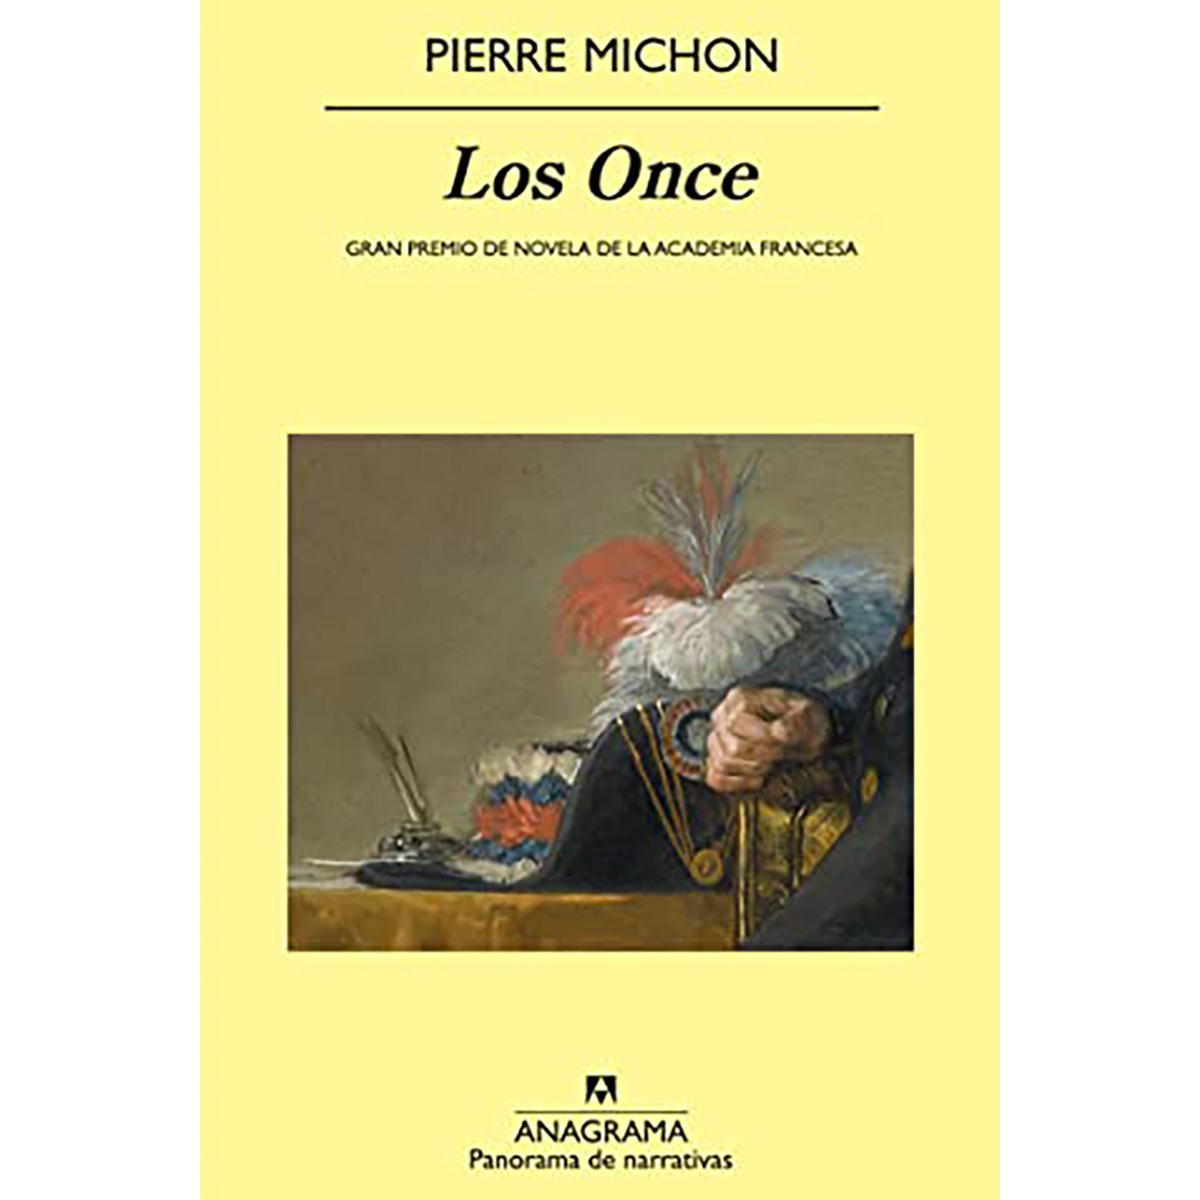 PIERRE MICHON
Los Once
GRAN PREMIO DE NOVELA DE LA ACADEMIA FRANCESA
ANAGRAMA
Panorama de narrativas